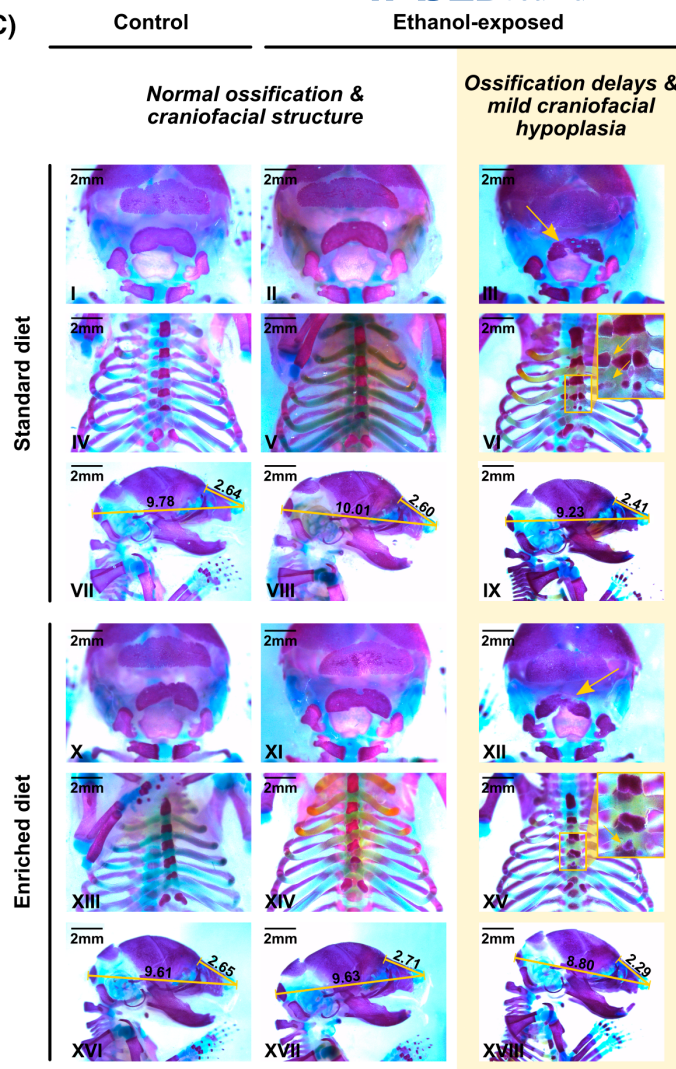 C)
Control
Ethanol-exposed
Normal ossification &
craniofacial structure
Ossification delays &
mild craniofacial
hypoplasia
Standard diet
2mm
I
2mm
II
2mm
III
2mm
IV
2mm
V
2mm
VI
2mm
9.78
2.64
VII
2mm
10.01
2.60
VIII
2mm
9.23
2.41
IX
Enriched diet
2mm
X
2mm
XI
2mm
XII
2mm
XIII
2mm
XIV
2mm
XV
2mm
9.61
2.65
XVI
2mm
9.63
2.71
XVII
2mm
8.80
2.29
XVIII